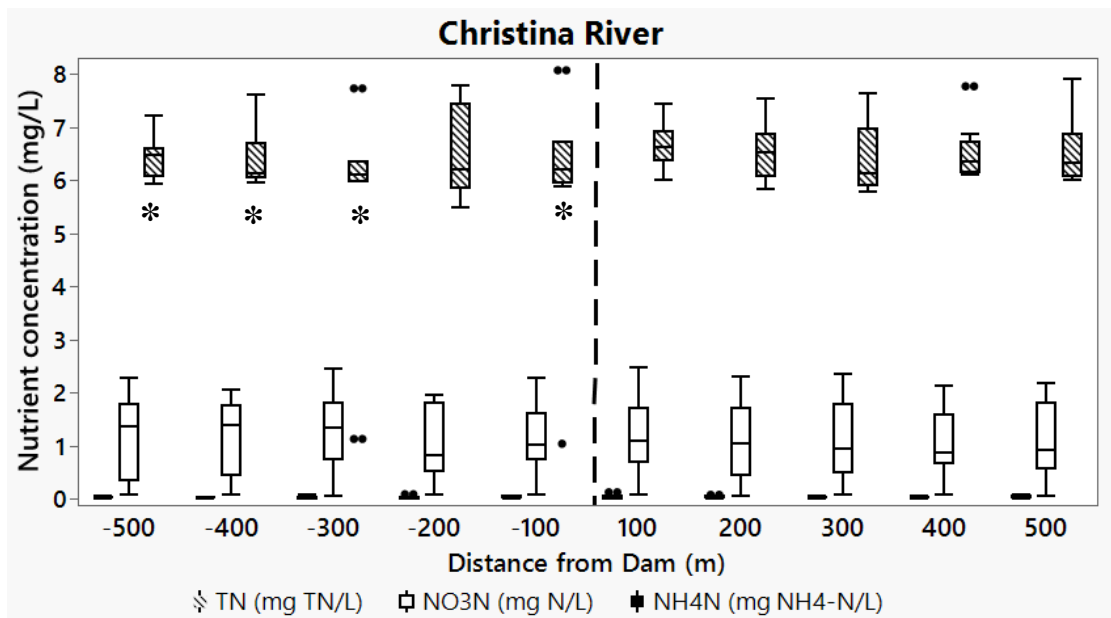 Christina River
Nutrient concentration (mg/L)
8
7
6
5
4
3
2
1
0
* * * *
-500 -400 -300 -200 -100 100 200 300 400 500
Distance from Dam (m)
TN (mg TN/L) NO3N (mg N/L) NH4N (mg NH4-N/L)